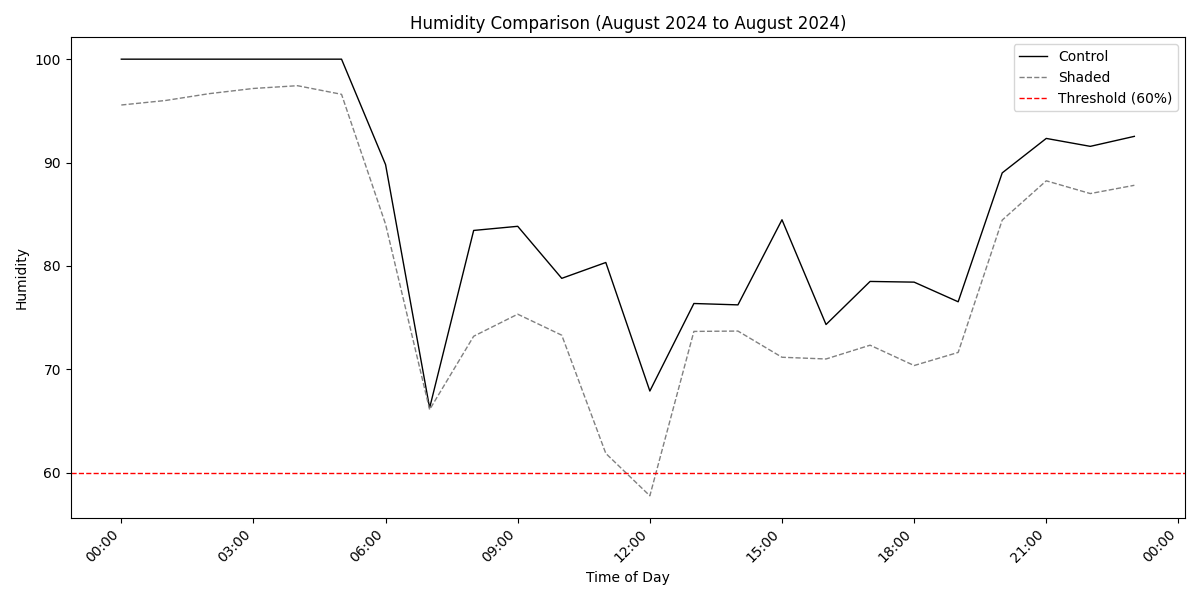 Humidity Comparison (August 2024 to August 2024)
Control
Shaded
Threshold (60%)
100
90
80
70
60
Humidity
00:00
03:00
06:00
09:00
12:00
15:00
18:00
21:00
00:00
Time of Day